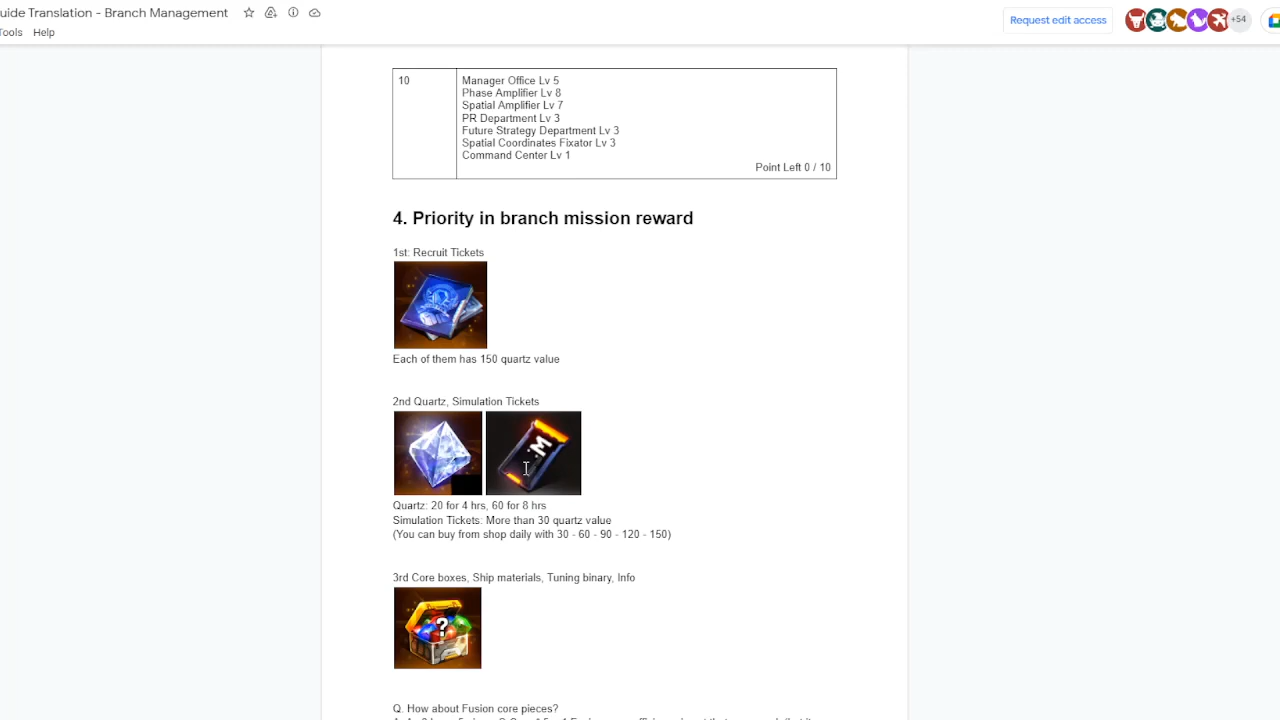 uide Translation - Branch Management
Request edit access
+54
Tools Help
10
Manager Office Lv 5
Phase Amplifier Lv 8
Spatial Amplifier Lv 7
PR Department Lv 3
Future Strategy Department Lv 3
Spatial Coordinates Fixator Lv 3
Command Center Lv 1
Point Left 0 / 10
4. Priority in branch mission reward
1st: Recruit Tickets
Each of them has 150 quartz value
2nd Quartz, Simulation Tickets
M
Quartz: 20 for 4 hrs, 60 for 8 hrs
Simulation Tickets: More than 30 quartz value
(You can buy from shop daily with 30 - 60 - 90 - 120 - 150)
3rd Core boxes, Ship materials, Tuning binary, Info
?
Q. How about Fusion core pieces?